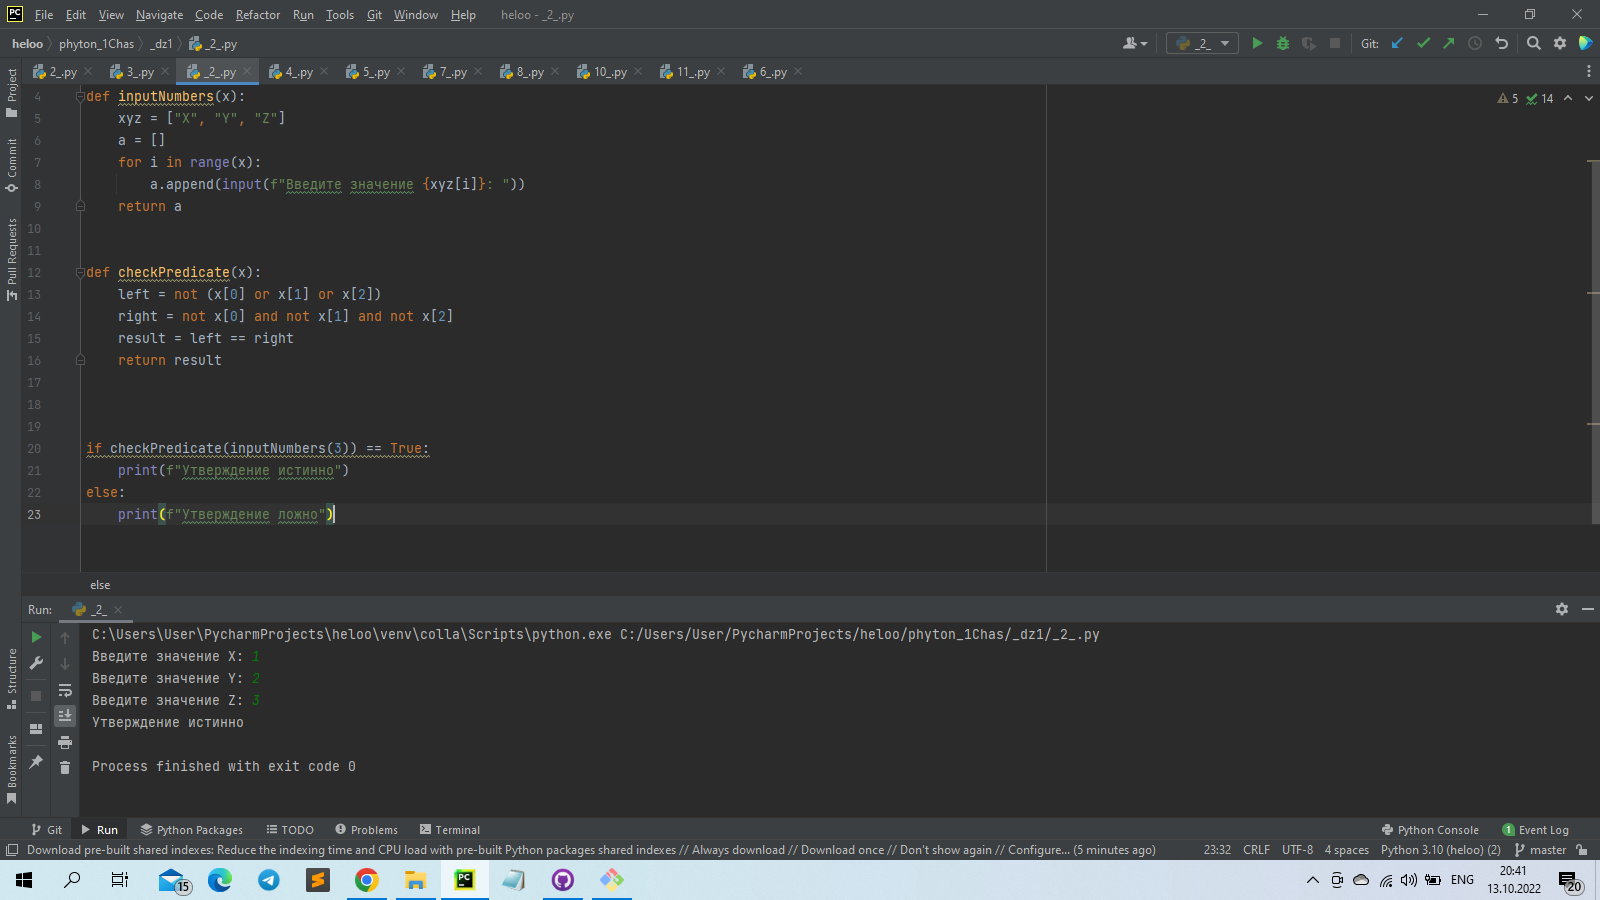 PC File Edit View Navigate Code Refactor Run Tools Git Window Help heloo - _2_.py
heloo phyton_1Chas _dz1 _2_.py _2_ Git:
2_.py 3_.py _2_.py 4_.py 5_.py 7_.py 8_.py 10_.py 11_.py 6_.py
Project
Commit
Pull Requests
Structure
Bookmarks
5 14
4 def inputNumbers(x):
5 xyz = ["X", "Y", "Z"]
6 a = []
7 for i in range(x):
8 a.append(input(f"Введите значение {xyz[i]}: "))
9 return a
10
11
12 def checkPredicate(x):
13 left = not (x[0] or x[1] or x[2])
14 right = not x[0] and not x[1] and not x[2]
15 result = left == right
16 return result
17
18
19
20 if checkPredicate(inputNumbers(3)) == True:
21 print(f"Утверждение истинно")
22 else:
23 print(f"Утверждение ложно")
else
Run: _2_
C:\Users\User\PycharmProjects\heloo\venv\colla\Scripts\python.exe C:/Users/User/PycharmProjects/heloo/phyton_1Chas/_dz1/_2_.py
Введите значение X: 1
Введите значение Y: 2
Введите значение Z: 3
Утверждение истинно
Process finished with exit code 0
Git Run Python Packages TODO Problems Terminal Python Console 1 Event Log
Download pre-built shared indexes: Reduce the indexing time and CPU load with pre-built Python packages shared indexes // Always download // Download once // Don't show again // Configure... (5 minutes ago) 23:32 CRLF UTF-8 4 spaces Python 3.10 (heloo) (2) master
15 PC ENG 20:41
13.10.2022 20